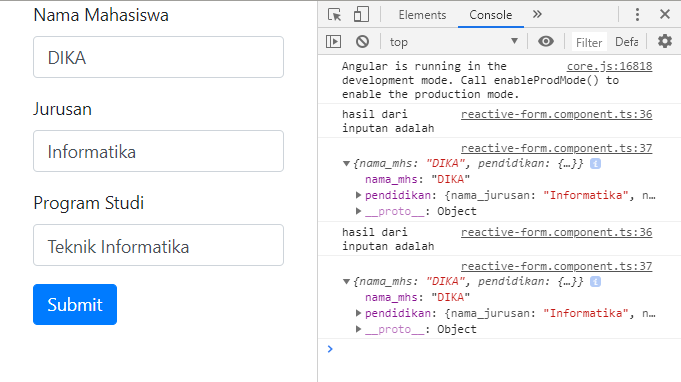 Nama Mahasiswa
DIKA
Jurusan
Informatika
Program Studi
Teknik Informatika
Submit
Elements Console »
top Filter Defa
Angular is running in the core.js:16818
development mode. Call enableProdMode() to
enable the production mode.
hasil dari reactive-form.component.ts:36
inputan adalah
reactive-form.component.ts:37
{nama_mhs: "DIKA", pendidikan: {…}}
nama_mhs: "DIKA"
pendidikan: {nama_jurusan: "Informatika", n…
__proto__: Object
hasil dari reactive-form.component.ts:36
inputan adalah
reactive-form.component.ts:37
{nama_mhs: "DIKA", pendidikan: {…}}
nama_mhs: "DIKA"
pendidikan: {nama_jurusan: "Informatika", n…
__proto__: Object